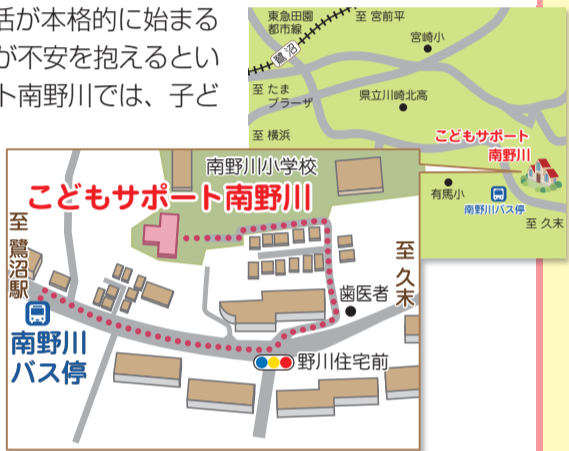 活が本格的に始まる
が不安を抱えるとい
ト南野川では、子ど
東急田園
都市線
至 宮前平
宮崎小
鷺沼
至 たま
プラーザ
県立川崎北高
至 横浜
こどもサポート
南野川
有馬小
南野川バス停
至 久末
南野川小学校
こどもサポート南野川
至 鷺沼駅
至 久末
歯医者
南野川
バス停
野川住宅前